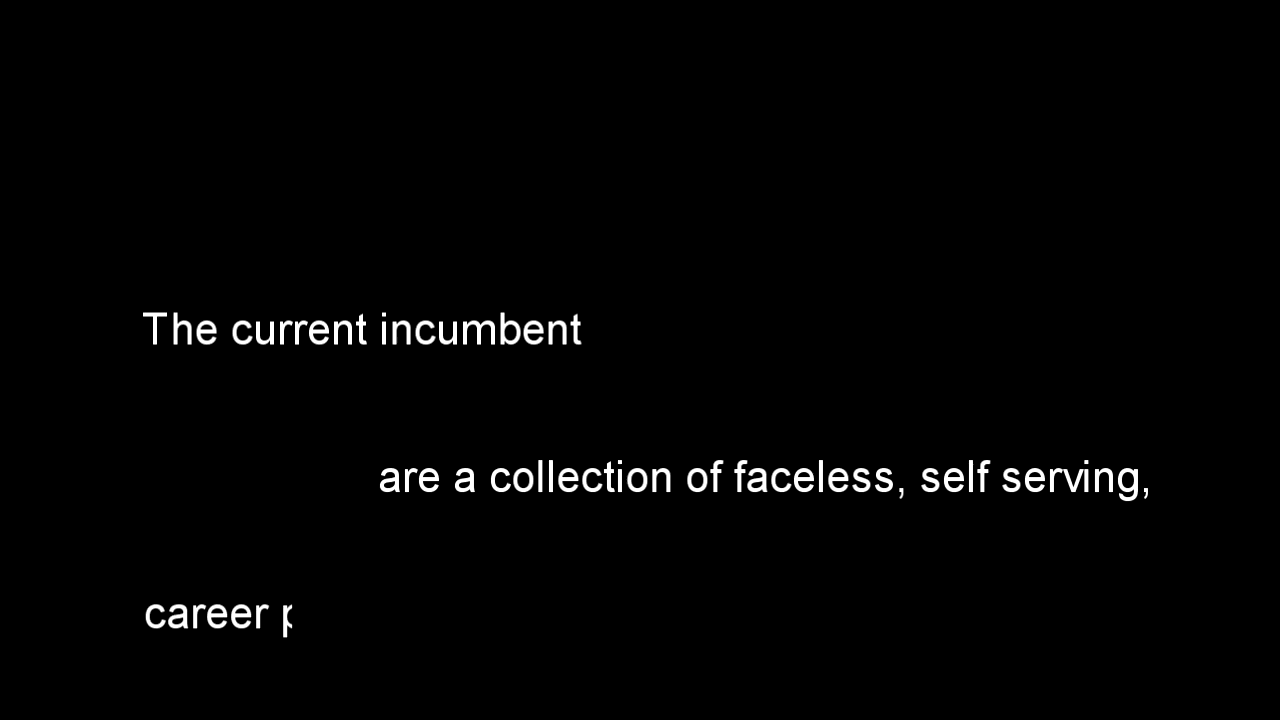 The current incumbent
are a collection of faceless, self serving,
career